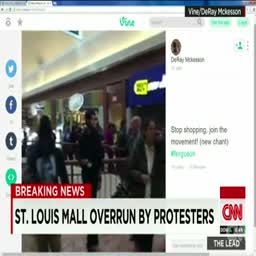 Vine/DeRay Mckesson
Vine
DeRay Mckesson
Stop shopping, join the
movement! (new chant)
#ferguson
BREAKING NEWS
ST. LOUIS MALL OVERRUN BY PROTESTERS
CNN
THE LEAD